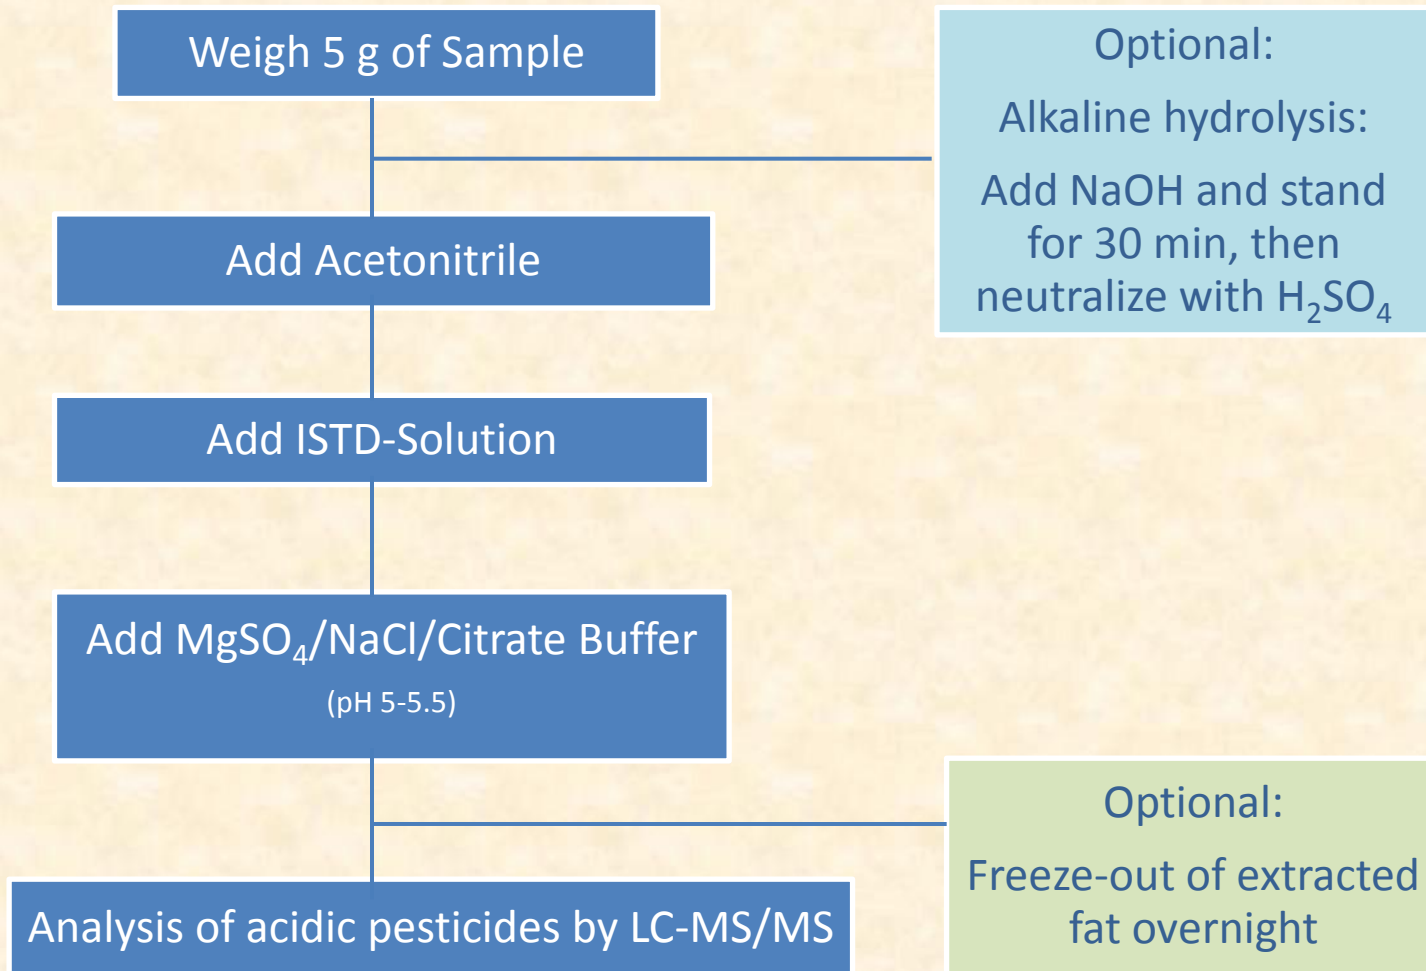 Weigh 5 g of Sample
Optional:
Alkaline hydrolysis:
Add NaOH and stand
for 30 min, then
neutralize with H₂SO₄
Add Acetonitrile
Add ISTD-Solution
Add MgSO₄/NaCl/Citrate Buffer
(pH 5-5.5)
Optional:
Freeze-out of extracted
fat overnight
Analysis of acidic pesticides by LC-MS/MS